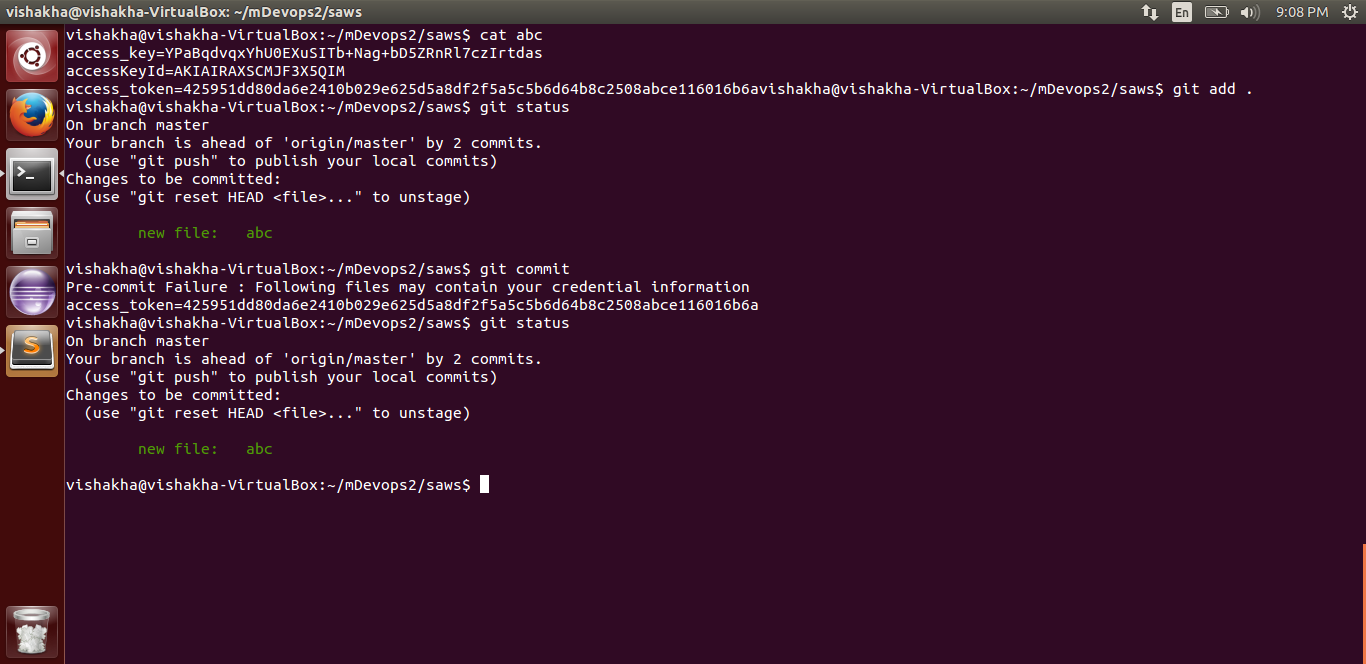 vishakha@vishakha-VirtualBox: ~/mDevops2/saws
En
9:08 PM
vishakha@vishakha-VirtualBox:~/mDevops2/saws$ cat abc
access_key=YPaBqdvqxYhU0EXuSITb+Nag+bD5ZRnRl7czIrtdas
accessKeyId=AKIAIRAXSCMJF3X5QIM
access_token=425951dd80da6e2410b029e625d5a8df2f5a5c5b6d64b8c2508abce116016b6avishakha@vishakha-VirtualBox:~/mDevops2/saws$ git add .
vishakha@vishakha-VirtualBox:~/mDevops2/saws$ git status
On branch master
Your branch is ahead of 'origin/master' by 2 commits.
  (use "git push" to publish your local commits)
Changes to be committed:
  (use "git reset HEAD <file>..." to unstage)
new file:   abc
vishakha@vishakha-VirtualBox:~/mDevops2/saws$ git commit
Pre-commit Failure : Following files may contain your credential information
access_token=425951dd80da6e2410b029e625d5a8df2f5a5c5b6d64b8c2508abce116016b6a
vishakha@vishakha-VirtualBox:~/mDevops2/saws$ git status
On branch master
Your branch is ahead of 'origin/master' by 2 commits.
  (use "git push" to publish your local commits)
Changes to be committed:
  (use "git reset HEAD <file>..." to unstage)
new file:   abc
vishakha@vishakha-VirtualBox:~/mDevops2/saws$